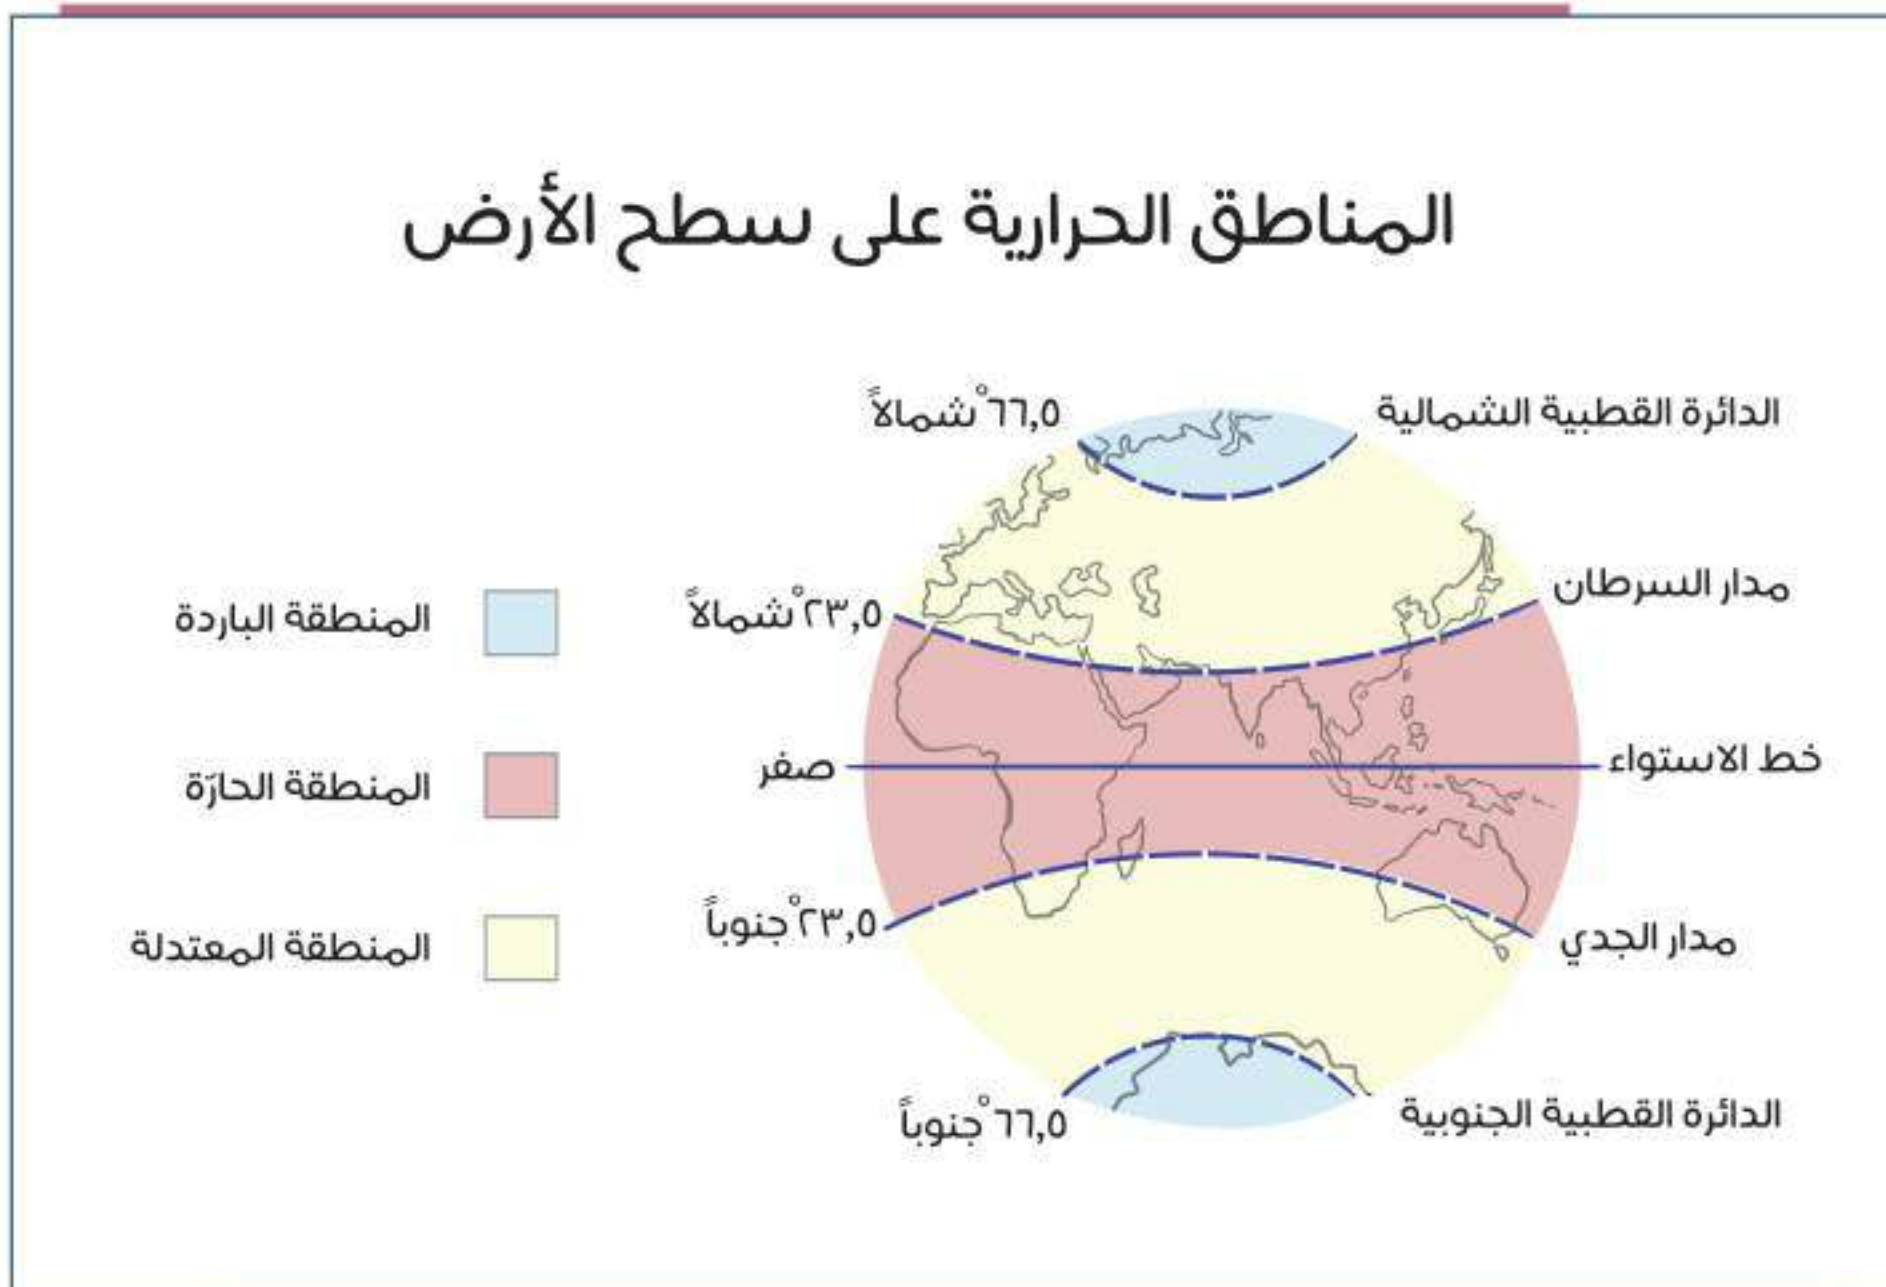 المناطق الحرارية على سطح الأرض
الدائرة القطبية الشمالية
٦٦,٥° شمالاً
مدار السرطان
٢٣,٥° شمالاً
خط الاستواء
صفر
مدار الجدي
٢٣,٥° جنوباً
الدائرة القطبية الجنوبية
٦٦,٥° جنوباً
المنطقة الباردة
المنطقة الحارّة
المنطقة المعتدلة